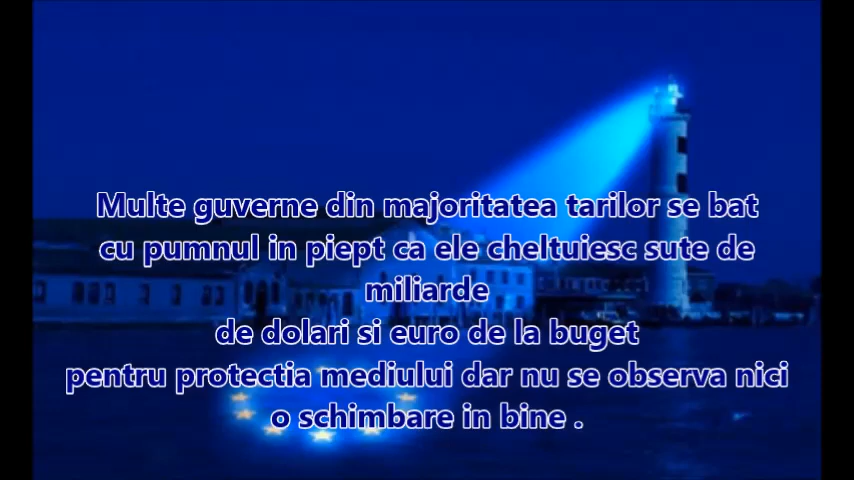 Multe guverne din majoritatea tarilor se bat
cu pumnul in piept ca ele cheltuiesc sute de
miliarde
de dolari si euro de la buget
pentru protectia mediului dar nu se observa nici
o schimbare in bine .